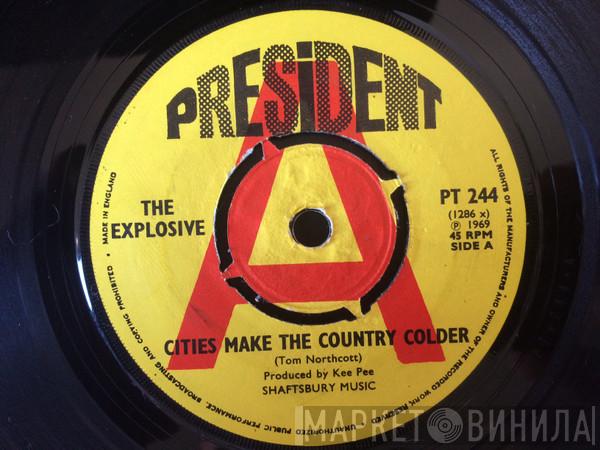 PRESiDENT
A
THE
EXPLOSIVE
PT 244
(1286 x)
℗ 1969
45 RPM
SIDE A
CITIES MAKE THE COUNTRY COLDER
(Tom Northcott)
Produced by Kee Pee
SHAFTSBURY MUSIC
ALL RIGHTS OF THE MANUFACTURERS AND OWNER OF THE RECORDED WORK RESERVED • UNAUTHORIZED PUBLIC PERFORMANCE, BROADCASTING AND COPYING PROHIBITED • MADE IN ENGLAND
МАРКЕТ ВИНИЛА